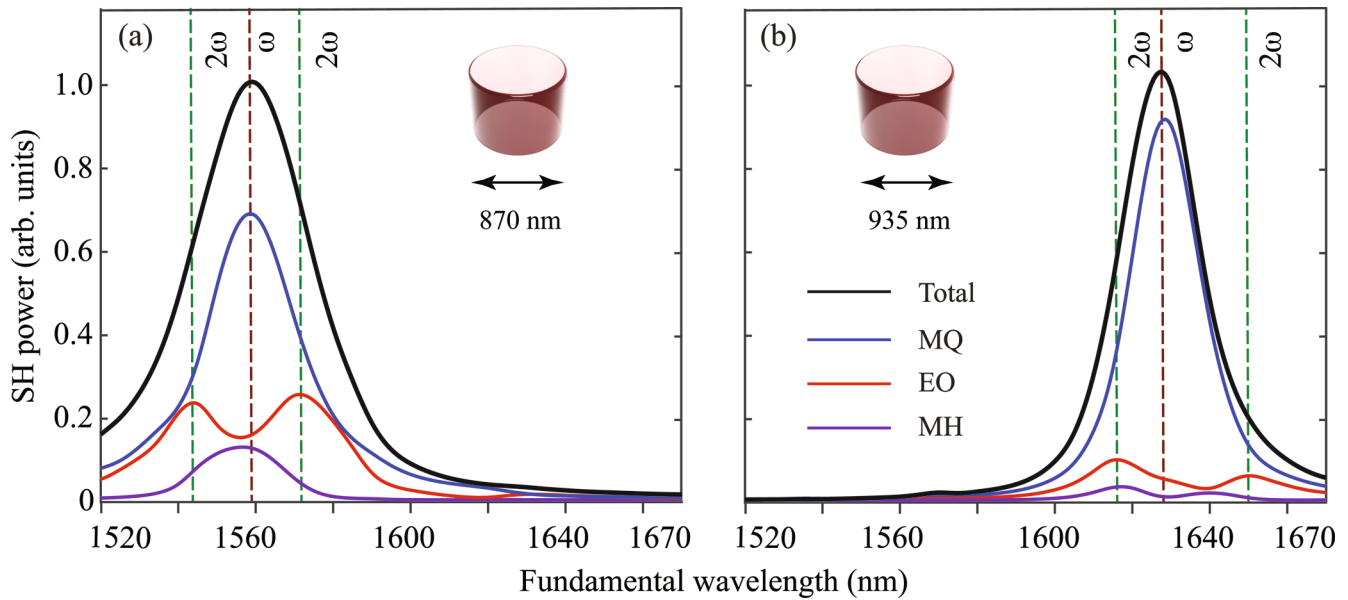 (a)
2ω
ω
2ω
870 nm
(b)
2ω
ω
2ω
935 nm
SH power (arb. units)
1.0
0.8
0.6
0.4
0.2
0
Total
MQ
EO
MH
1520 1560 1600 1670
1520 1560 1600 1640 1670
Fundamental wavelength (nm)